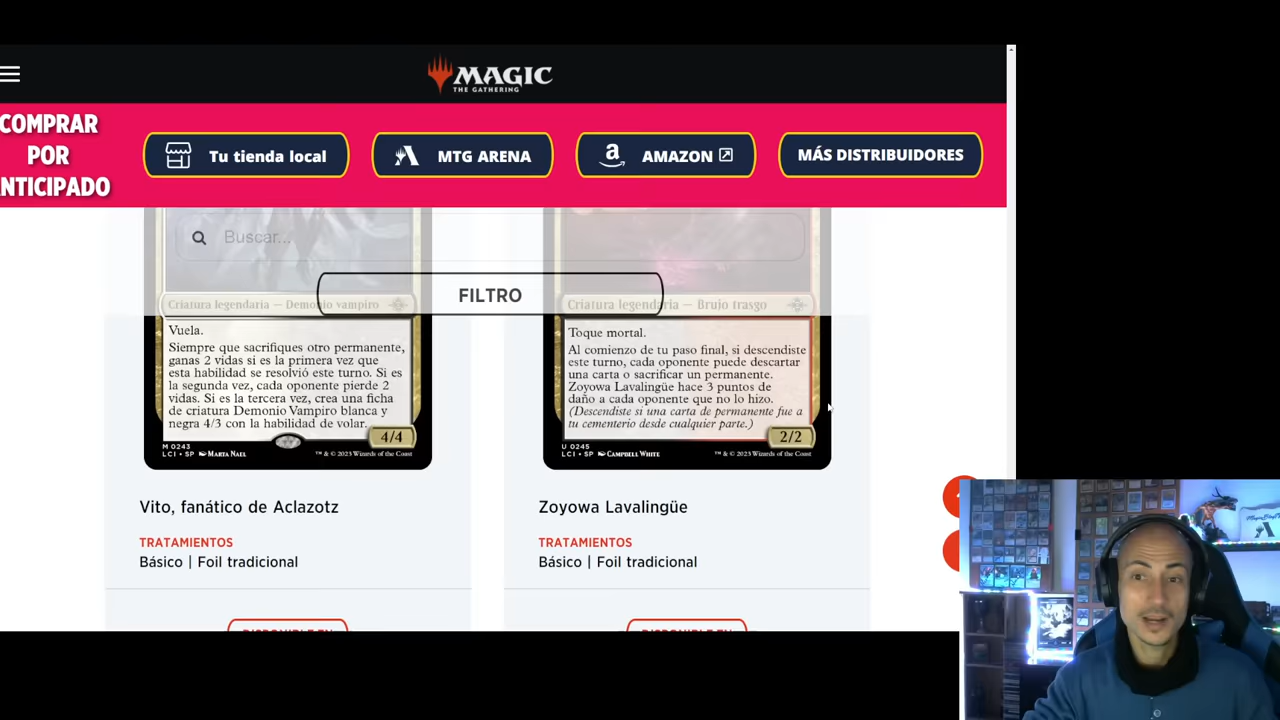 MAGIC
THE GATHERING
COMPRAR
POR
ANTICIPADO
Tu tienda local
MTG ARENA
AMAZON
MÁS DISTRIBUIDORES
Buscar...
FILTRO
Criatura legendaria — Demonio vampiro
Vuela.
Siempre que sacrifiques otro permanente,
ganas 2 vidas si es la primera vez que
esta habilidad se resolvió este turno. Si es
la segunda vez, cada oponente pierde 2
vidas. Si es la tercera vez, crea una ficha
de criatura Demonio Vampiro blanca y
negra 4/3 con la habilidad de volar.
4/4
M 0243
LCI • SP MARTA NAEL
™ & © 2023 Wizards of the Coast
Criatura legendaria — Brujo trasgo
Toque mortal.
Al comienzo de tu paso final, si descendiste
este turno, cada oponente puede descartar
una carta o sacrificar un permanente.
Zoyowa Lavalingüe hace 3 puntos de
daño a cada oponente que no lo hizo.
(Descendiste si una carta de permanente fue a
tu cementerio desde cualquier parte.)
2/2
U 0245
LCI • SP CAMPBELL WHITE
™ & © 2023 Wizards of the Coast
Vito, fanático de Aclazotz
TRATAMIENTOS
Básico | Foil tradicional
Zoyowa Lavalingüe
TRATAMIENTOS
Básico | Foil tradicional